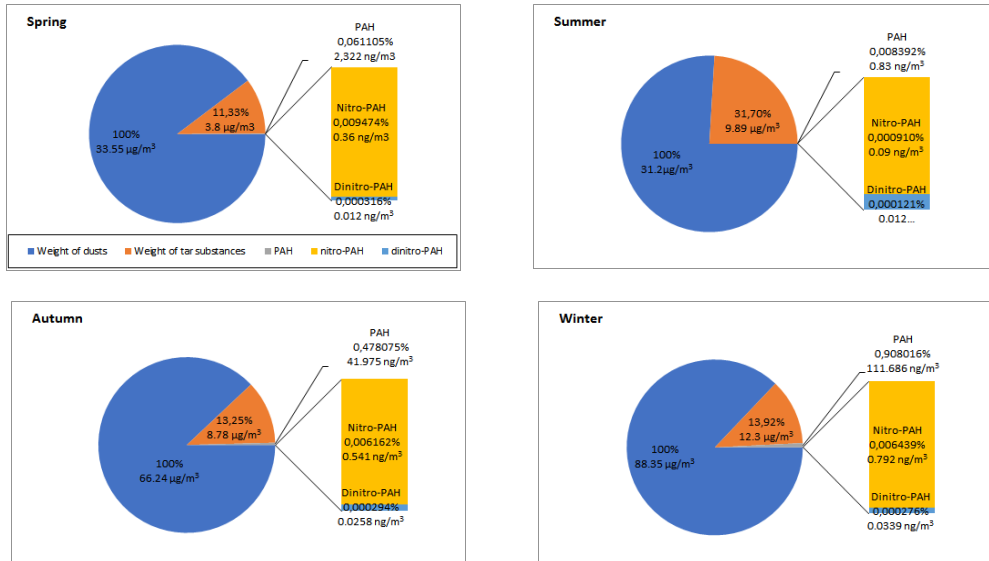 Spring
PAH
0,061105%
2,322 ng/m3
11,33%
3.8 µg/m3
100%
33.55 µg/m³
Nitro-PAH
0,009474%
0.36 ng/m3
Dinitro-PAH
0,000316%
0.012 ng/m³
Weight of dusts
Weight of tar substances
PAH
nitro-PAH
dinitro-PAH
Summer
PAH
0,008392%
0.83 ng/m³
31,70%
9.89 µg/m³
100%
31.2µg/m³
Nitro-PAH
0,000910%
0.09 ng/m³
Dinitro-PAH
0,000121%
0.012...
Autumn
PAH
0,478075%
41.975 ng/m³
13,25%
8.78 µg/m³
100%
66.24 µg/m³
Nitro-PAH
0,006162%
0.541 ng/m³
Dinitro-PAH
0,000294%
0.0258 ng/m³
Winter
PAH
0,908016%
111.686 ng/m³
13,92%
12.3 µg/m³
100%
88.35 µg/m³
Nitro-PAH
0,006439%
0.792 ng/m³
Dinitro-PAH
0,000276%
0.0339 ng/m³